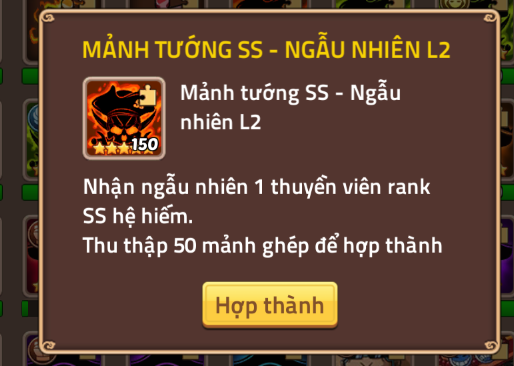 MẢNH TƯỚNG SS - NGẪU NHIÊN L2
Mảnh tướng SS - Ngẫu
nhiên L2
150
Nhận ngẫu nhiên 1 thuyền viên rank
SS hệ hiếm.
Thu thập 50 mảnh ghép để hợp thành
Hợp thành